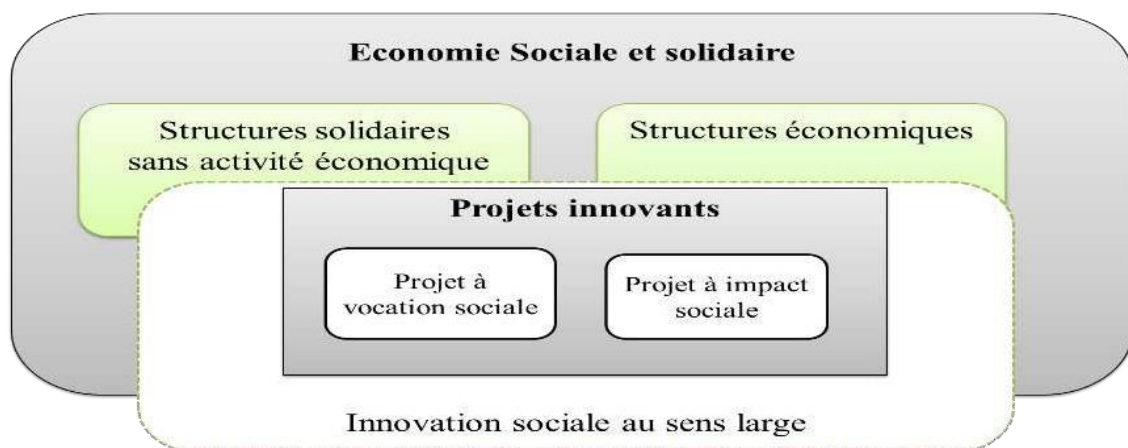 Economie Sociale et solidaire
Structures solidaires
sans activité économique
Structures économiques
Projets innovants
Projet à
vocation sociale
Projet à impact
sociale
Innovation sociale au sens large